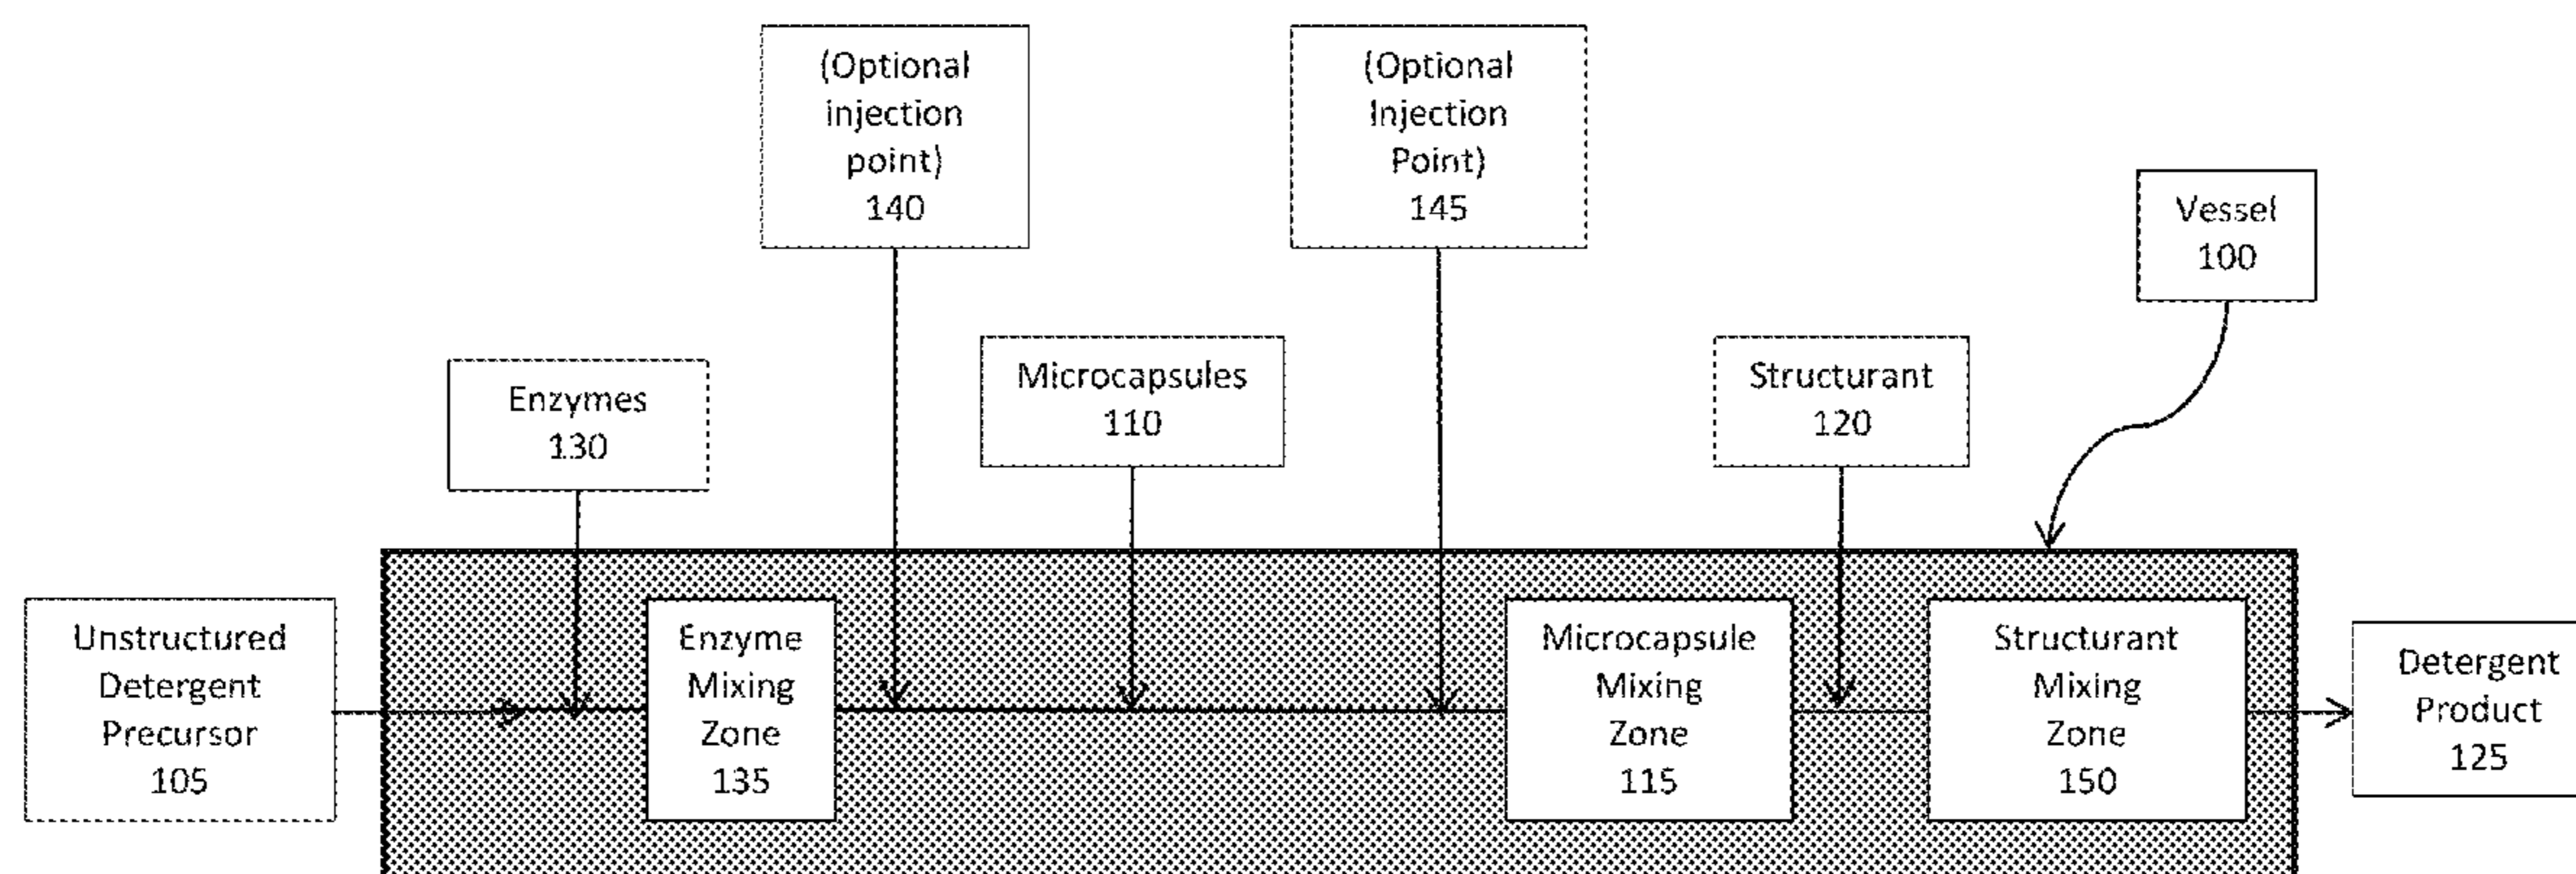 (Optional
injection
point)
140
(Optional
Injection
Point)
145
Vessel
100
Enzymes
130
Microcapsules
110
Structurant
120
Unstructured
Detergent
Precursor
105
Enzyme
Mixing
Zone
135
Microcapsule
Mixing
Zone
115
Structurant
Mixing
Zone
150
Detergent
Product
125